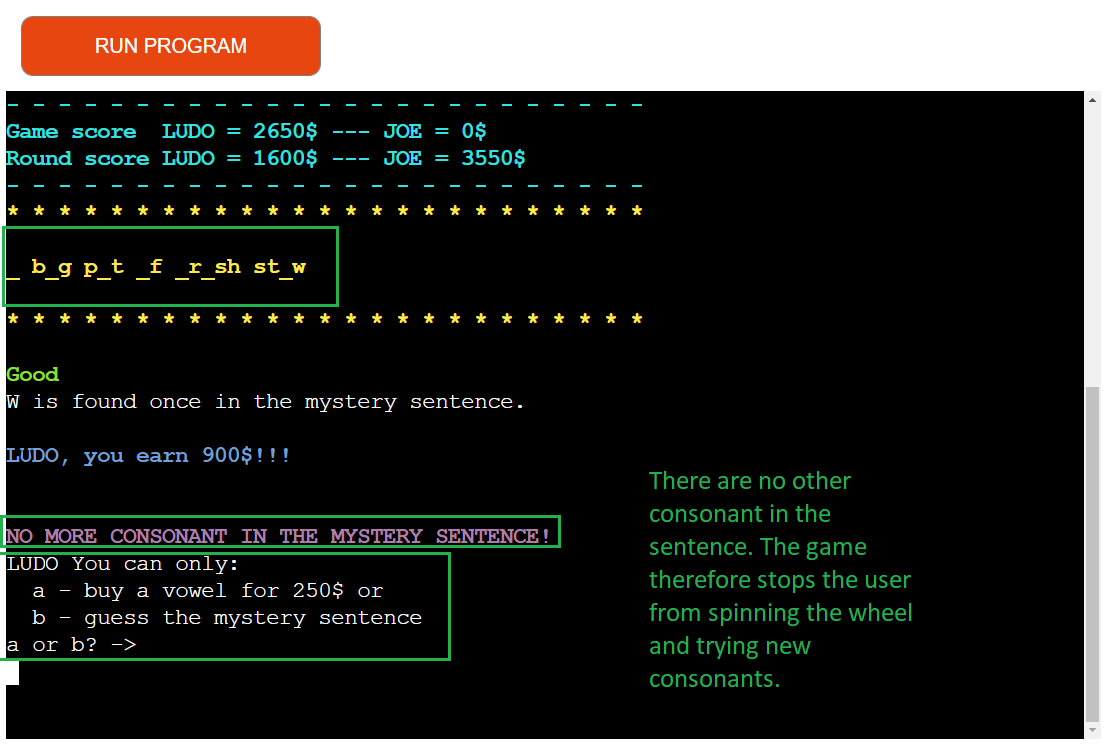 RUN PROGRAM
- - - - - - - - - - - - - - - - - - - - - - - - -
Game score  LUDO = 2650$ --- JOE = 0$
Round score LUDO = 1600$ --- JOE = 3550$
- - - - - - - - - - - - - - - - - - - - - - - - -
* * * * * * * * * * * * * * * * * * * * * * * * *
_ b_g p_t _f _r_sh st_w
* * * * * * * * * * * * * * * * * * * * * * * * *
Good
W is found once in the mystery sentence.
LUDO, you earn 900$!!!
NO MORE CONSONANT IN THE MYSTERY SENTENCE!
LUDO You can only:
  a - buy a vowel for 250$ or
  b - guess the mystery sentence
a or b? ->
There are no other
consonant in the
sentence. The game
therefore stops the user
from spinning the wheel
and trying new
consonants.